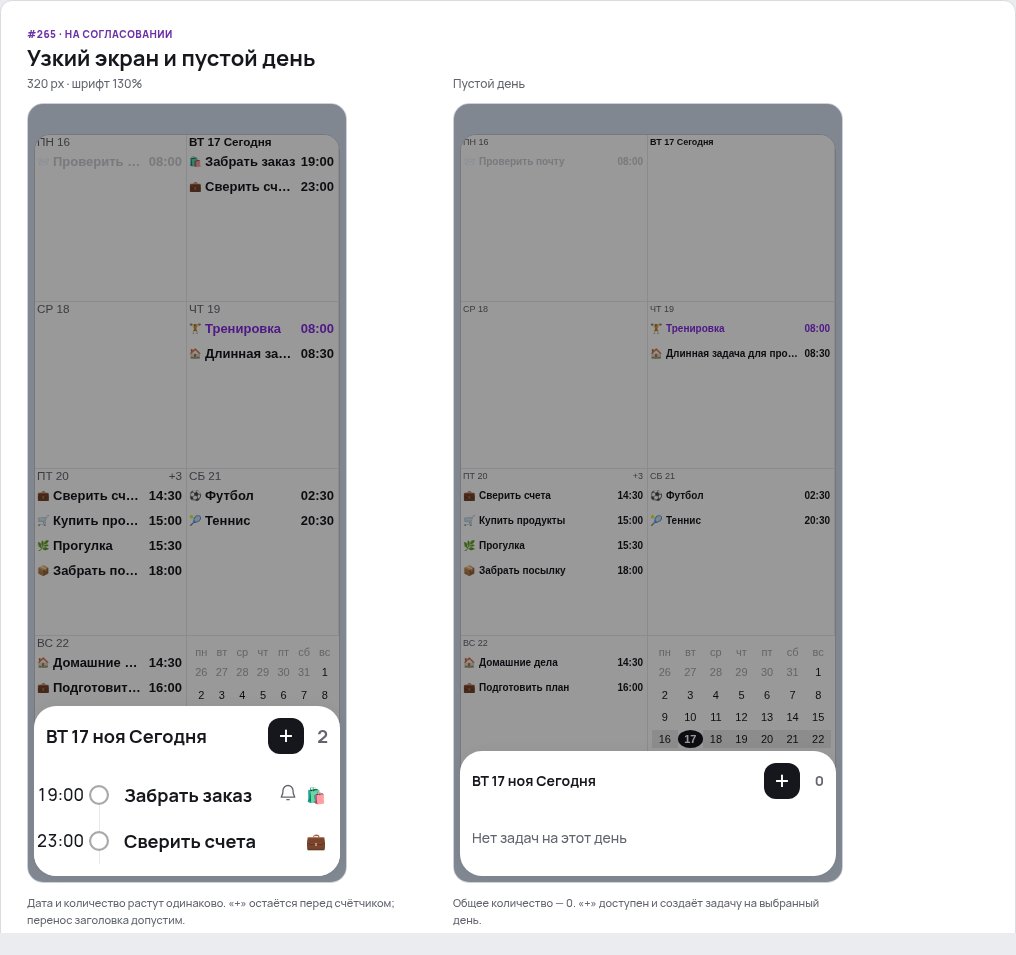 #265 · НА СОГЛАСОВАНИИ
Узкий экран и пустой день
320 px · шрифт 130%
ПН 16
Проверить … 08:00
ВТ 17 Сегодня
Забрать заказ 19:00
Сверить сч… 23:00
СР 18
ЧТ 19
Тренировка 08:00
Длинная за… 08:30
ПТ 20 +3
Сверить сч… 14:30
Купить про… 15:00
Прогулка 15:30
Забрать по… 18:00
СБ 21
Футбол 02:30
Теннис 20:30
ВС 22
Домашние … 14:30
Подготовит… 16:00
пн вт ср чт пт сб вс
26 27 28 29 30 31 1
2 3 4 5 6 7 8
ВТ 17 ноя Сегодня + 2
19:00 Забрать заказ
23:00 Сверить счета
Дата и количество растут одинаково. «+» остаётся перед счётчиком;
перенос заголовка допустим.
Пустой день
ПН 16
Проверить почту 08:00
ВТ 17 Сегодня
СР 18
ЧТ 19
Тренировка 08:00
Длинная задача для про… 08:30
ПТ 20 +3
Сверить счета 14:30
Купить продукты 15:00
Прогулка 15:30
Забрать посылку 18:00
СБ 21
Футбол 02:30
Теннис 20:30
ВС 22
Домашние дела 14:30
Подготовить план 16:00
пн вт ср чт пт сб вс
26 27 28 29 30 31 1
2 3 4 5 6 7 8
9 10 11 12 13 14 15
16 17 18 19 20 21 22
ВТ 17 ноя Сегодня + 0
Нет задач на этот день
Общее количество — 0. «+» доступен и создаёт задачу на выбранный
день.